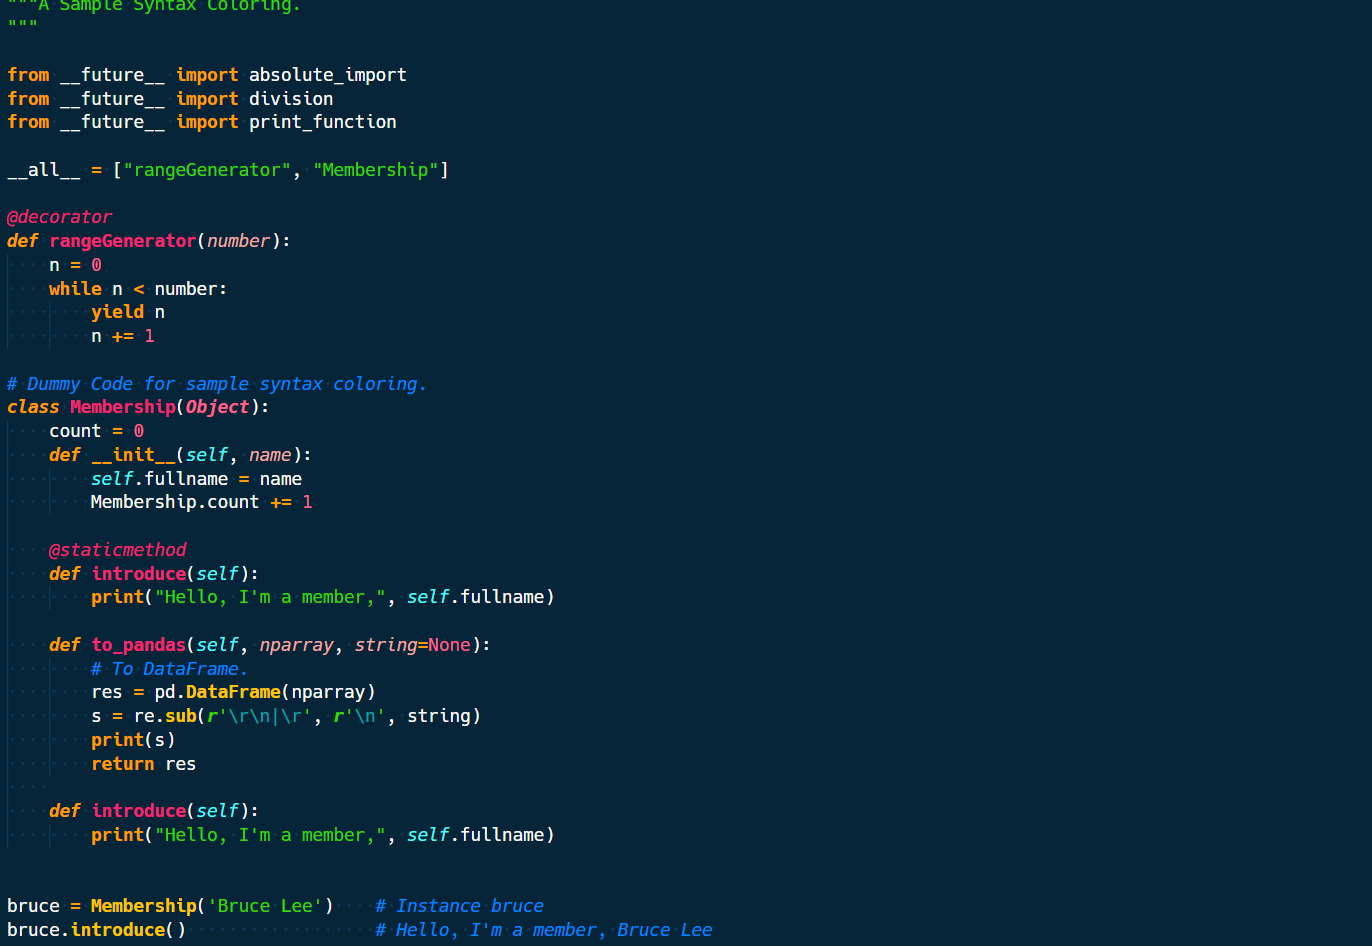 """A Sample Syntax Coloring.
"""

from __future__ import absolute_import
from __future__ import division
from __future__ import print_function

__all__ = ["rangeGenerator", "Membership"]

@decorator
def rangeGenerator(number):
    n = 0
    while n < number:
        yield n
        n += 1

# Dummy Code for sample syntax coloring.
class Membership(Object):
    count = 0
    def __init__(self, name):
        self.fullname = name
        Membership.count += 1

    @staticmethod
    def introduce(self):
        print("Hello, I'm a member,", self.fullname)

    def to_pandas(self, nparray, string=None):
        # To DataFrame.
        res = pd.DataFrame(nparray)
        s = re.sub(r'\r\n|\r', r'\n', string)
        print(s)
        return res

    def introduce(self):
        print("Hello, I'm a member,", self.fullname)


bruce = Membership('Bruce Lee')    # Instance bruce
bruce.introduce()                  # Hello, I'm a member, Bruce Lee